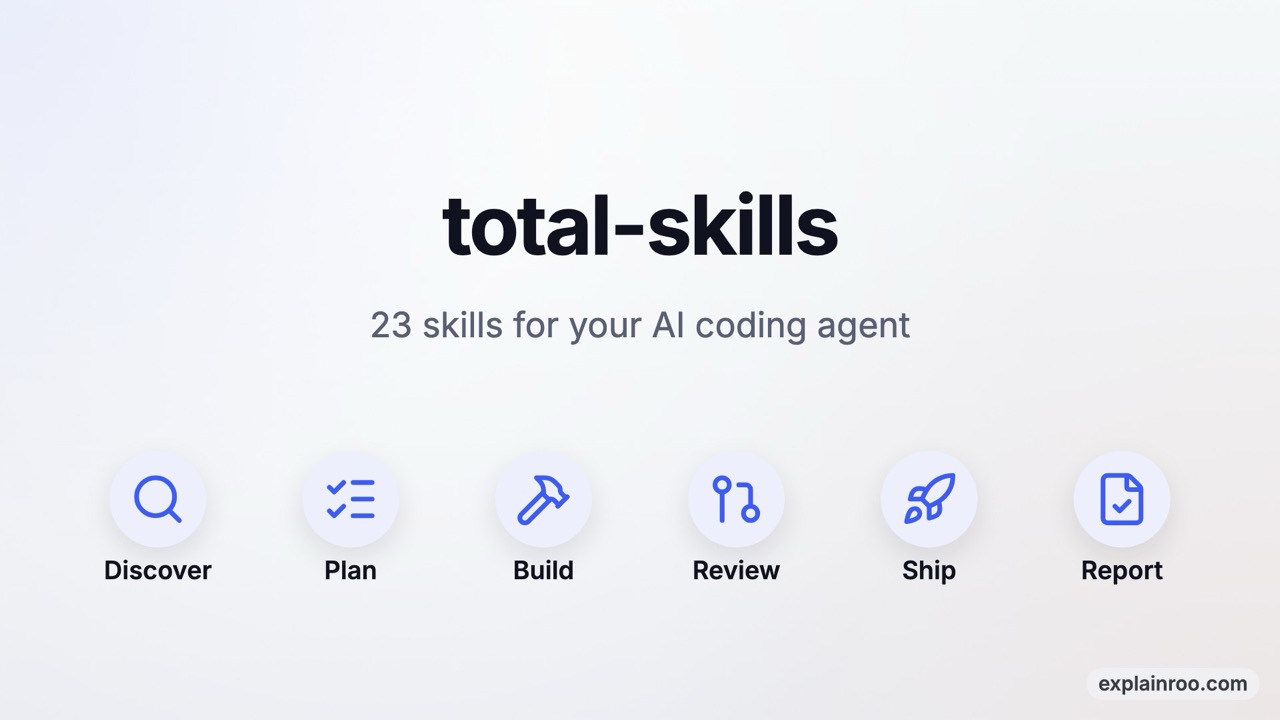 total-skills
23 skills for your AI coding agent
Discover
Plan
Build
Review
Ship
Report
explainroo.com